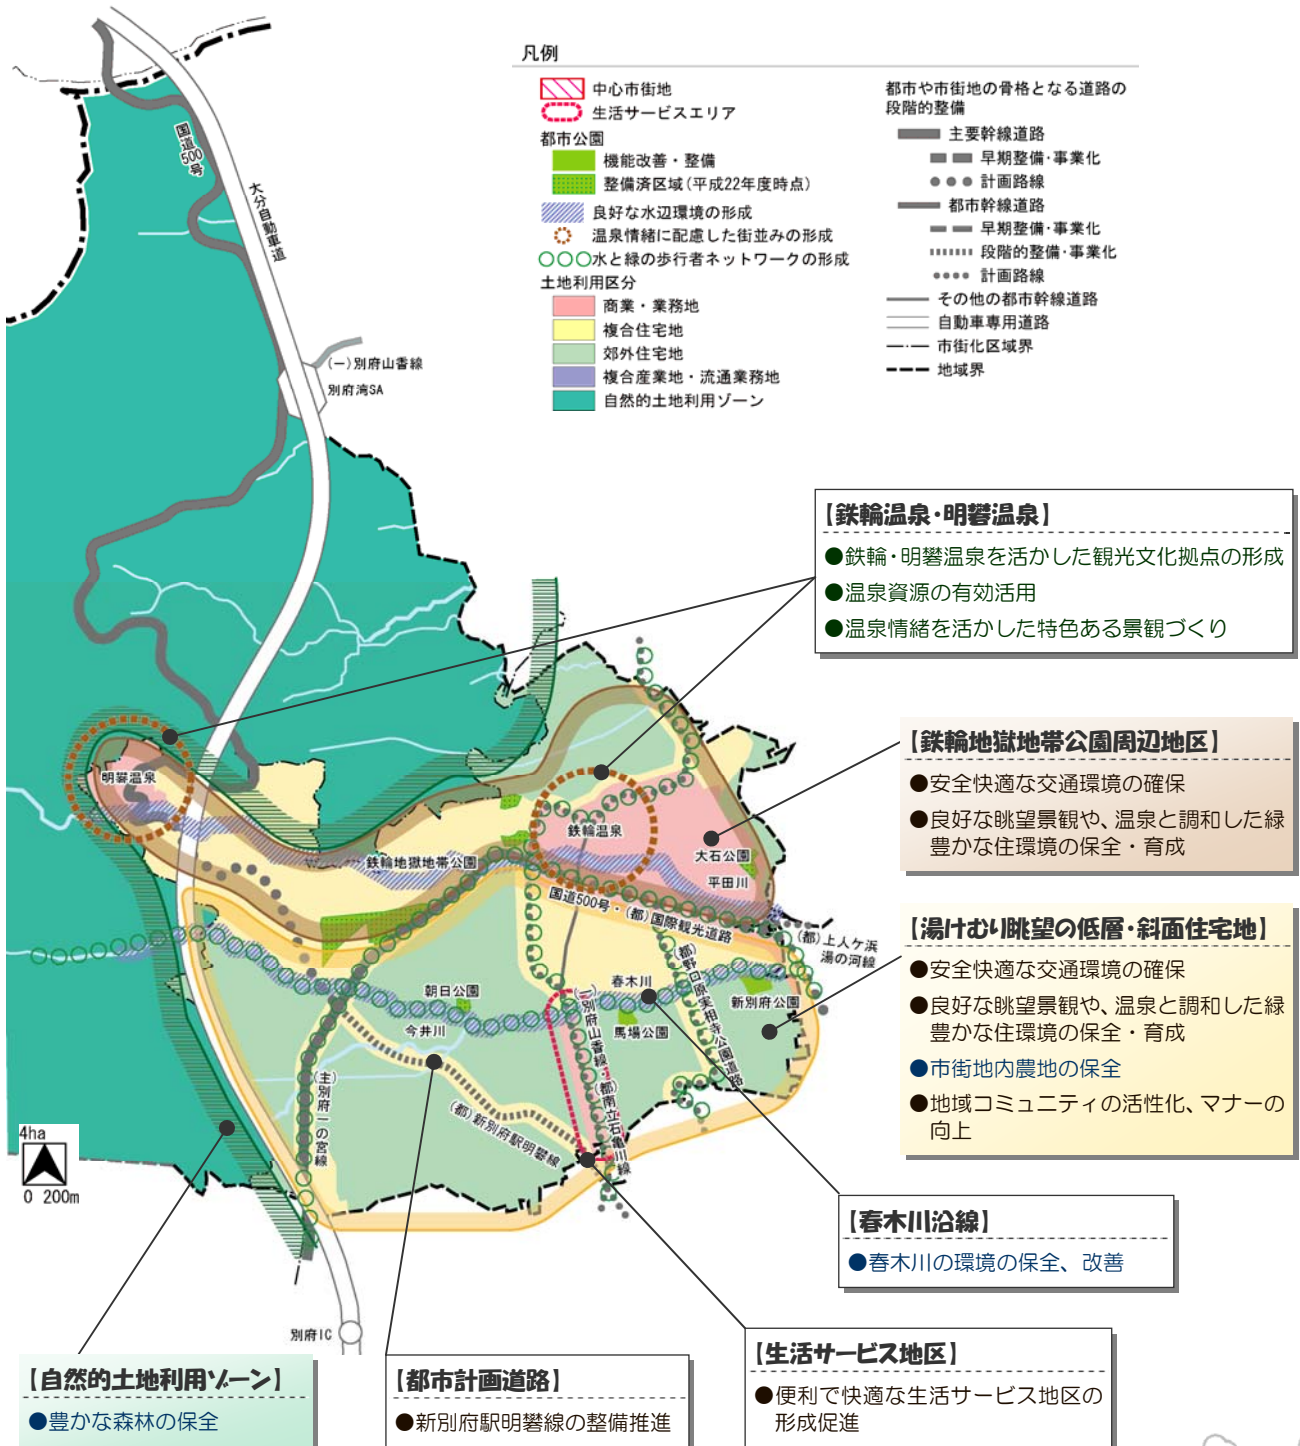 凡例
中心市街地
生活サービスエリア
都市公園
機能改善・整備
整備済区域(平成22年度時点)
良好な水辺環境の形成
温泉情緒に配慮した街並みの形成
水と緑の歩行者ネットワークの形成
土地利用区分
商業・業務地
複合住宅地
郊外住宅地
複合産業地・流通業務地
自然的土地利用ゾーン
都市や市街地の骨格となる道路の
段階的整備
主要幹線道路
早期整備・事業化
計画路線
都市幹線道路
早期整備・事業化
段階的整備・事業化
計画路線
その他の都市幹線道路
自動車専用道路
市街化区域界
地域界
国道500号
大分自動車道
(一)別府山香線
別府湾SA
【鉄輪温泉・明礬温泉】
●鉄輪・明礬温泉を活かした観光文化拠点の形成
●温泉資源の有効活用
●温泉情緒を活かした特色ある景観づくり
【鉄輪地獄地帯公園周辺地区】
●安全快適な交通環境の確保
●良好な眺望景観や、温泉と調和した緑
豊かな住環境の保全・育成
【湯けむり眺望の低層・斜面住宅地】
●安全快適な交通環境の確保
●良好な眺望景観や、温泉と調和した緑
豊かな住環境の保全・育成
●市街地内農地の保全
●地域コミュニティの活性化、マナーの
向上
明礬温泉
鉄輪温泉
鉄輪地獄地帯公園
大石公園
平田川
国道500号・(都)国際観光道路
(都)上人ケ浜
湯の河線
(都)野口原実相寺公園道路
春木川
新別府公園
朝日公園
今井川
馬場公園
(一)別府山香線・(都)南立石亀川線
(主)別府一の宮線
(都)新別府駅明礬線
4ha
0 200m
別府IC
【春木川沿線】
●春木川の環境の保全、改善
【生活サービス地区】
●便利で快適な生活サービス地区の
形成促進
【都市計画道路】
●新別府駅明礬線の整備推進
【自然的土地利用ゾーン】
●豊かな森林の保全